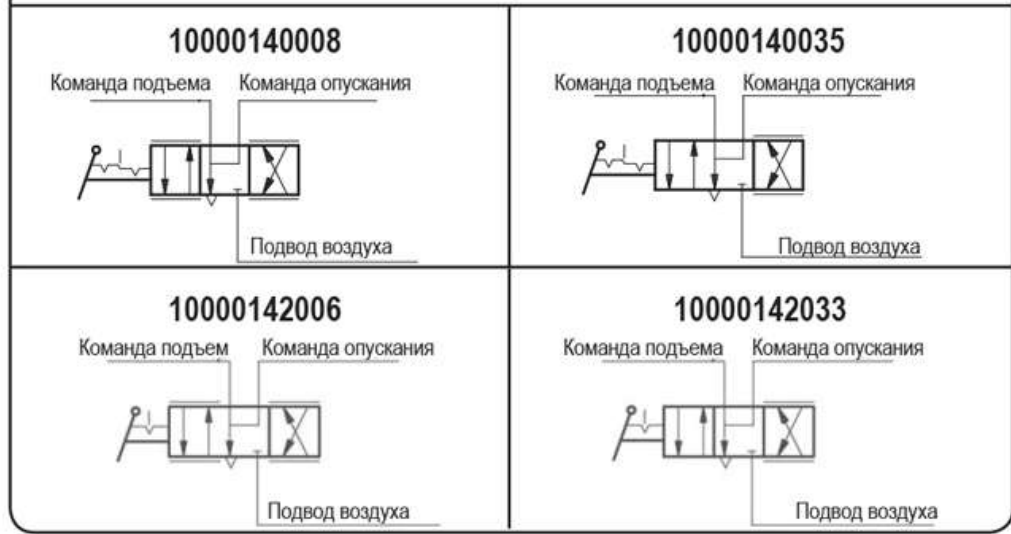 10000140008
Команда подъема Команда опускания
Подвод воздуха
10000140035
Команда подъема Команда опускания
Подвод воздуха
10000142006
Команда подъем Команда опускания
Подвод воздуха
10000142033
Команда подъема Команда опускания
Подвод воздуха